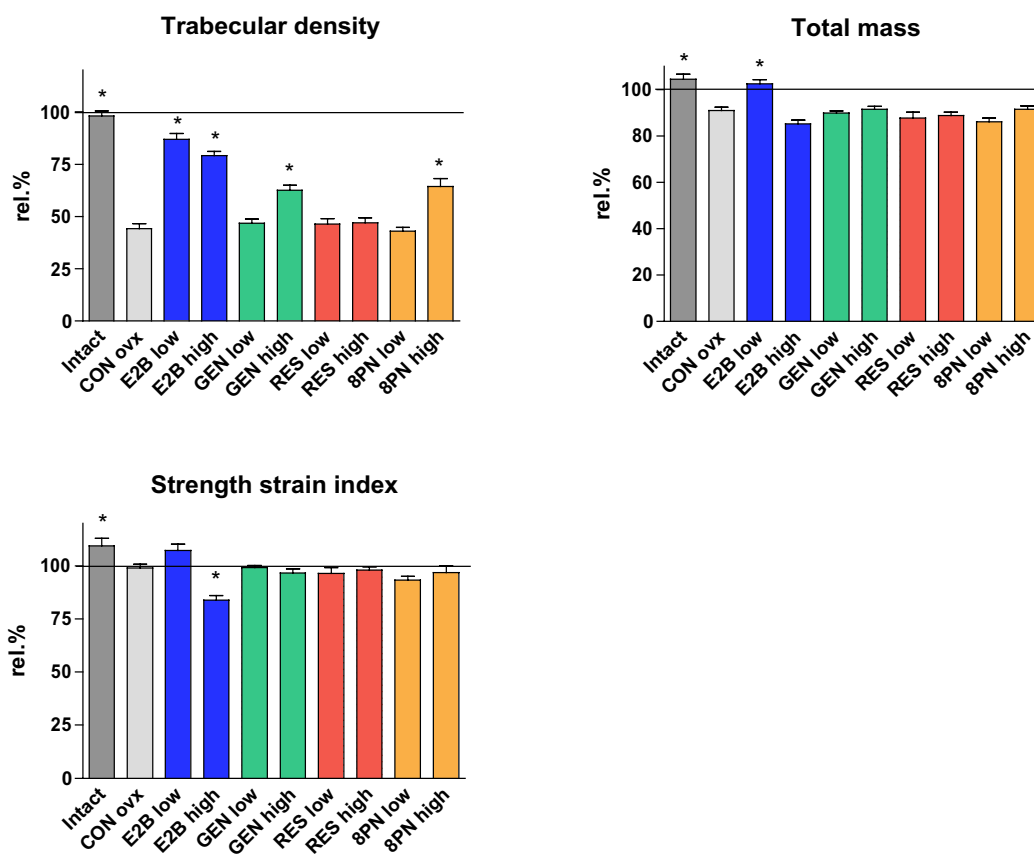 Trabecular density
rel.%
100
75
50
25
0
*
*
*
*
*
Intact
CON ovx
E2B low
E2B high
GEN low
GEN high
RES low
RES high
8PN low
8PN high
Total mass
rel.%
100
80
60
40
20
0
*
*
Intact
CON ovx
E2B low
E2B high
GEN low
GEN high
RES low
RES high
8PN low
8PN high
Strength strain index
rel.%
100
75
50
25
0
*
*
Intact
CON ovx
E2B low
E2B high
GEN low
GEN high
RES low
RES high
8PN low
8PN high